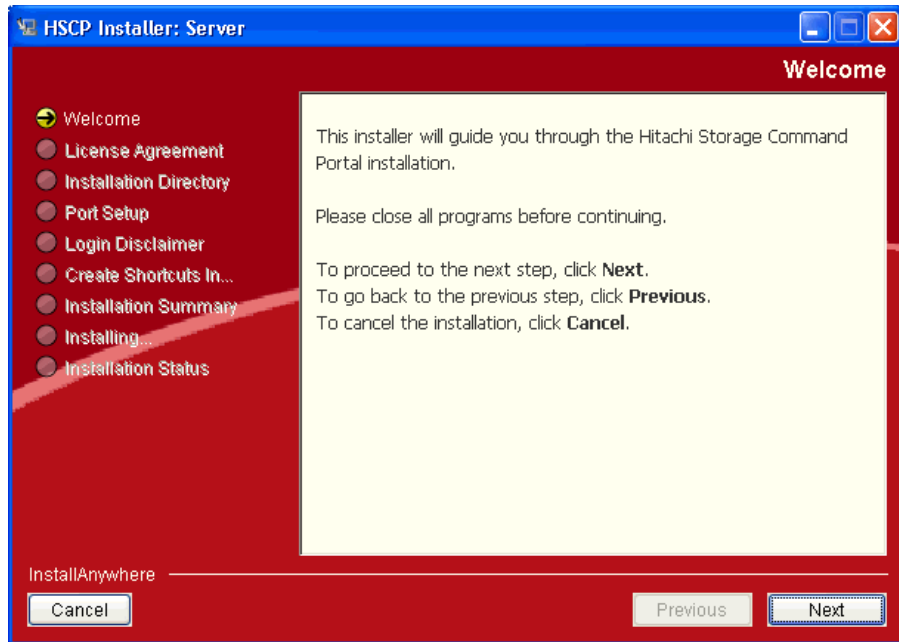 HSCP Installer: Server
Welcome
Welcome
License Agreement
Installation Directory
Port Setup
Login Disclaimer
Create Shortcuts In...
Installation Summary
Installing...
Installation Status
This installer will guide you through the Hitachi Storage Command
Portal installation.
Please close all programs before continuing.
To proceed to the next step, click Next.
To go back to the previous step, click Previous.
To cancel the installation, click Cancel.
InstallAnywhere
Cancel
Previous
Next